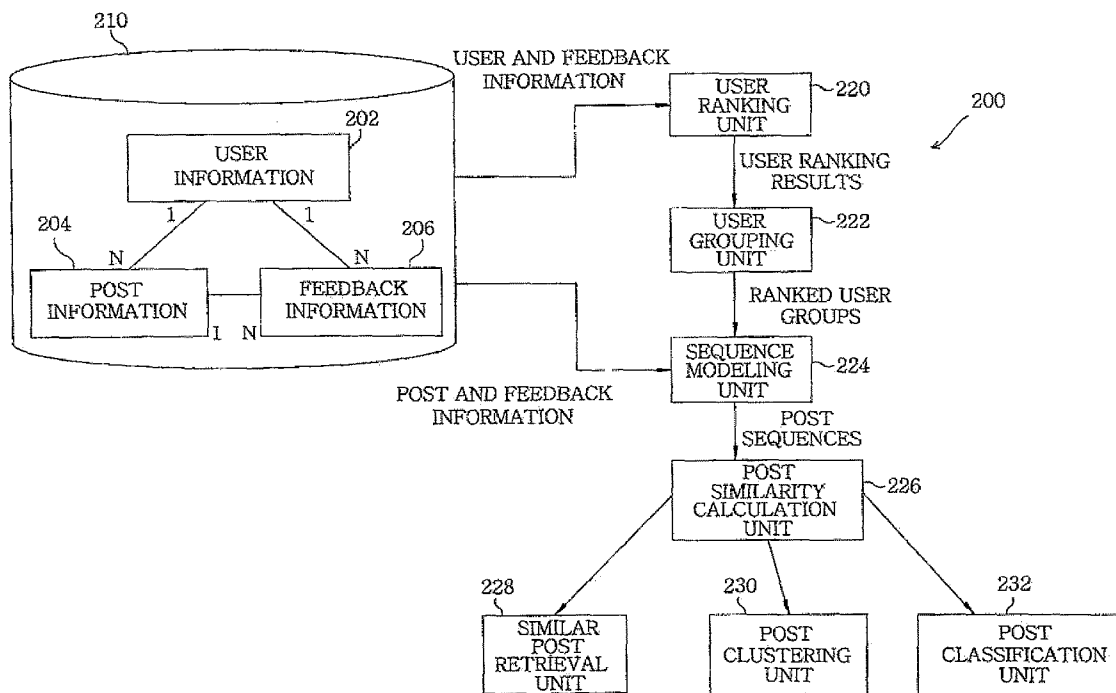 210
USER AND FEEDBACK
INFORMATION
USER
RANKING
UNIT
220
200
202
USER
INFORMATION
USER RANKING
RESULTS
204
1
1
206
USER
GROUPING
UNIT
222
N
N
POST
INFORMATION
FEEDBACK
INFORMATION
RANKED USER
GROUPS
1
N
SEQUENCE
MODELING
UNIT
224
POST AND FEEDBACK
INFORMATION
POST
SEQUENCES
POST
SIMILARITY
CALCULATION
UNIT
226
228
230
232
SIMILAR
POST
RETRIEVAL
UNIT
POST
CLUSTERING
UNIT
POST
CLASSIFICATION
UNIT